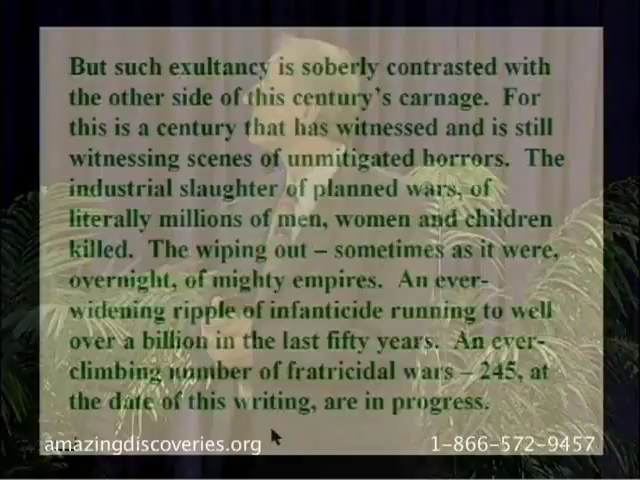 But such exultancy is soberly contrasted with
the other side of this century's carnage. For
this is a century that has witnessed and is still
witnessing scenes of unmitigated horrors. The
industrial slaughter of planned wars, of
literally millions of men, women and children
killed. The wiping out – sometimes as it were,
overnight, of mighty empires. An ever-
widening ripple of infanticide running to well
over a billion in the last fifty years. An ever-
climbing number of fratricidal wars – 245, at
the date of this writing, are in progress.
amazingdiscoveries.org 1-866-572-9457